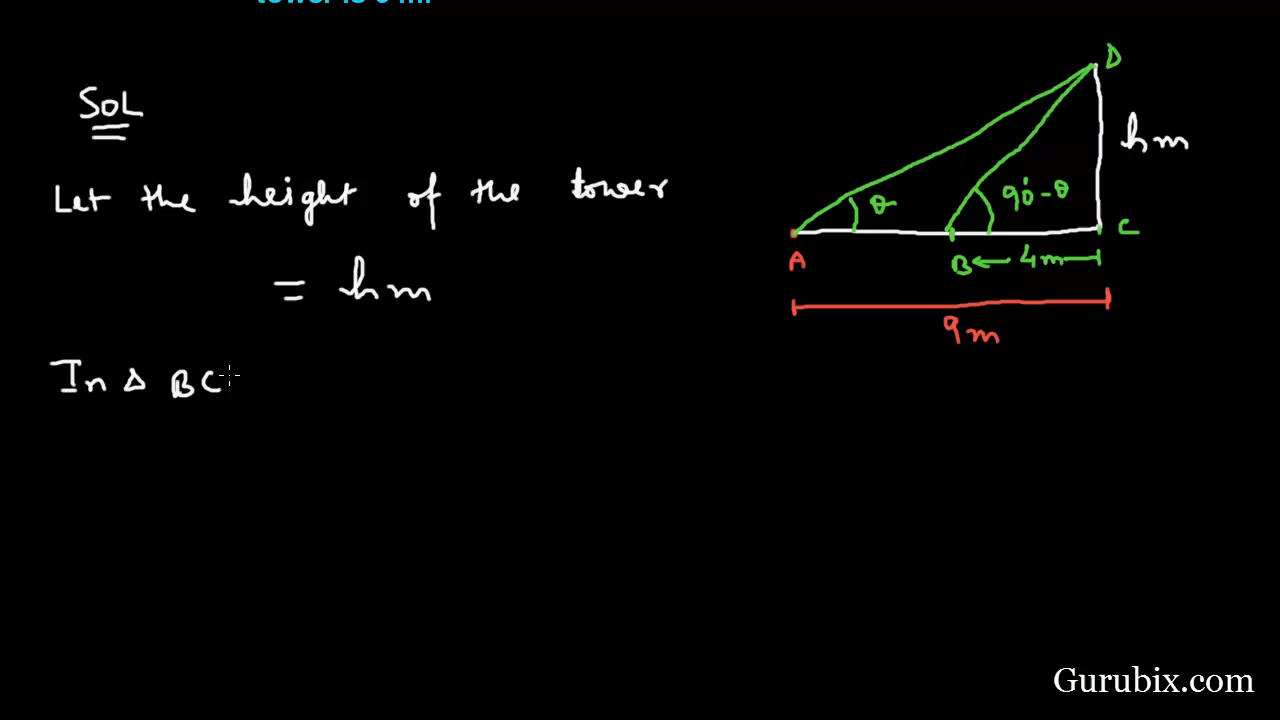 SOL
Let the height of the tower
= hm
In Δ BC
D
hm
θ
90°-θ
A
B
4m
C
9m
Gurubix.com